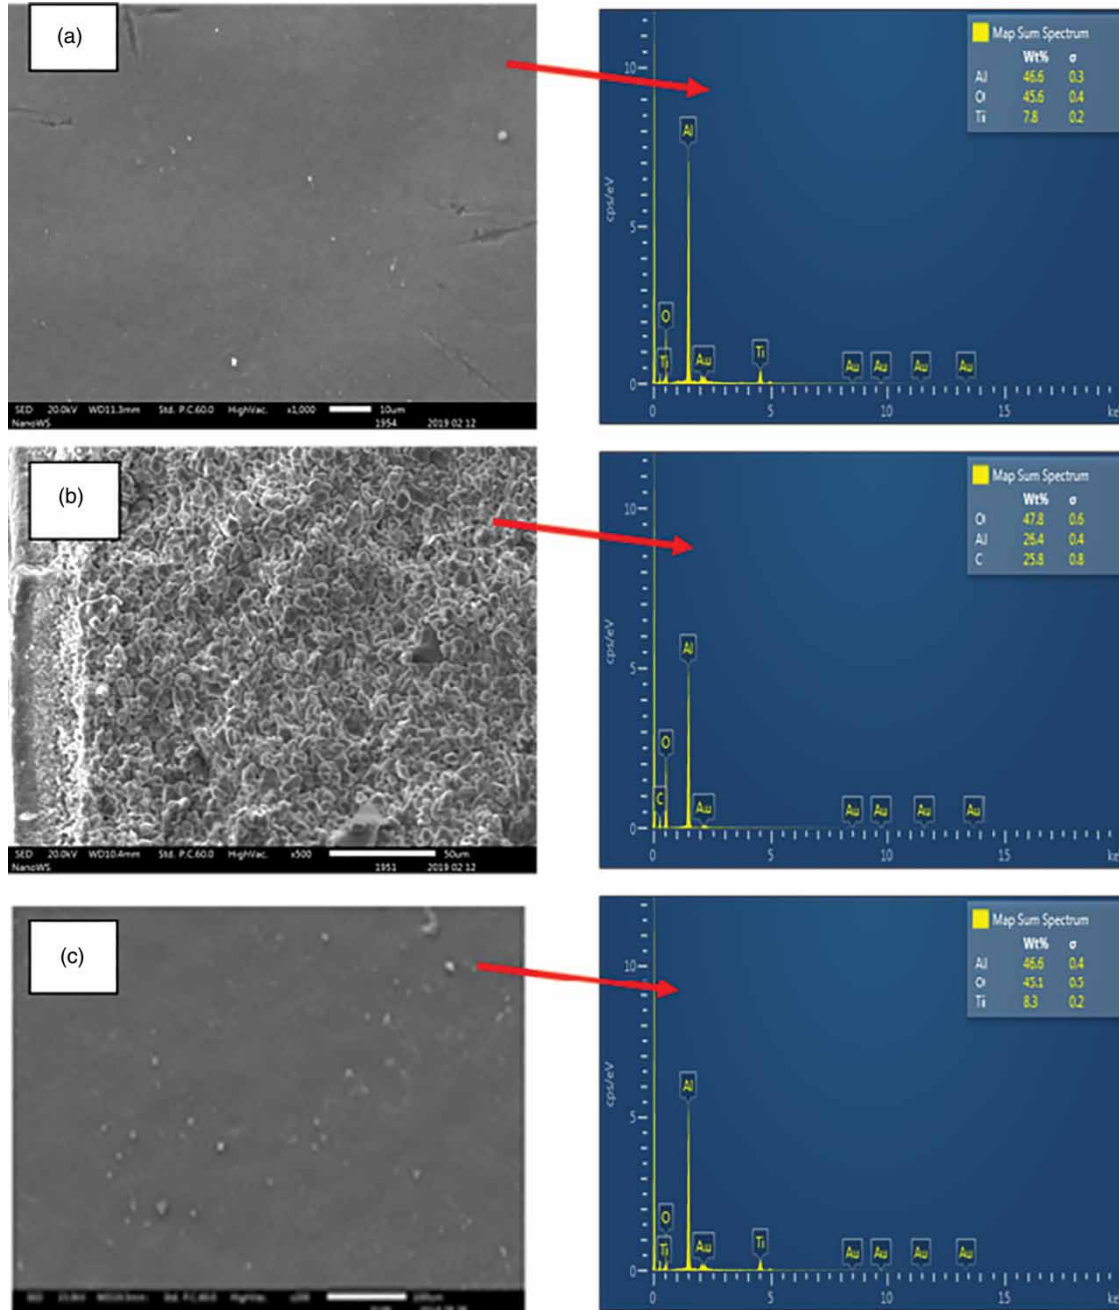 (a)
SED 20.0kV WD11.3mm Std. P.C.60.0 HighVac. x1,000 10um
NanoWS 1954 2019 02 12
Map Sum Spectrum
Wt% σ
Al 46.6 0.3
O 45.6 0.4
Ti 7.8 0.2
cps/eV
10
5
0
Al
O
Ti
Au
Ti
Au
Au
Au
Au
0 5 10 15 ke
(b)
SED 20.0kV WD10.4mm Std. P.C.60.0 HighVac. x500 50um
NanoWS 1951 2019 02 12
Map Sum Spectrum
Wt% σ
O 47.8 0.6
Al 26.4 0.4
C 25.8 0.8
cps/eV
10
5
0
Al
O
C
Au
Au
Au
Au
Au
0 5 10 15 ke
(c)
Map Sum Spectrum
Wt% σ
Al 46.6 0.4
O 45.1 0.5
Ti 8.3 0.2
cps/eV
10
5
0
Al
O
Ti
Au
Ti
Au
Au
Au
Au
0 5 10 15 ke